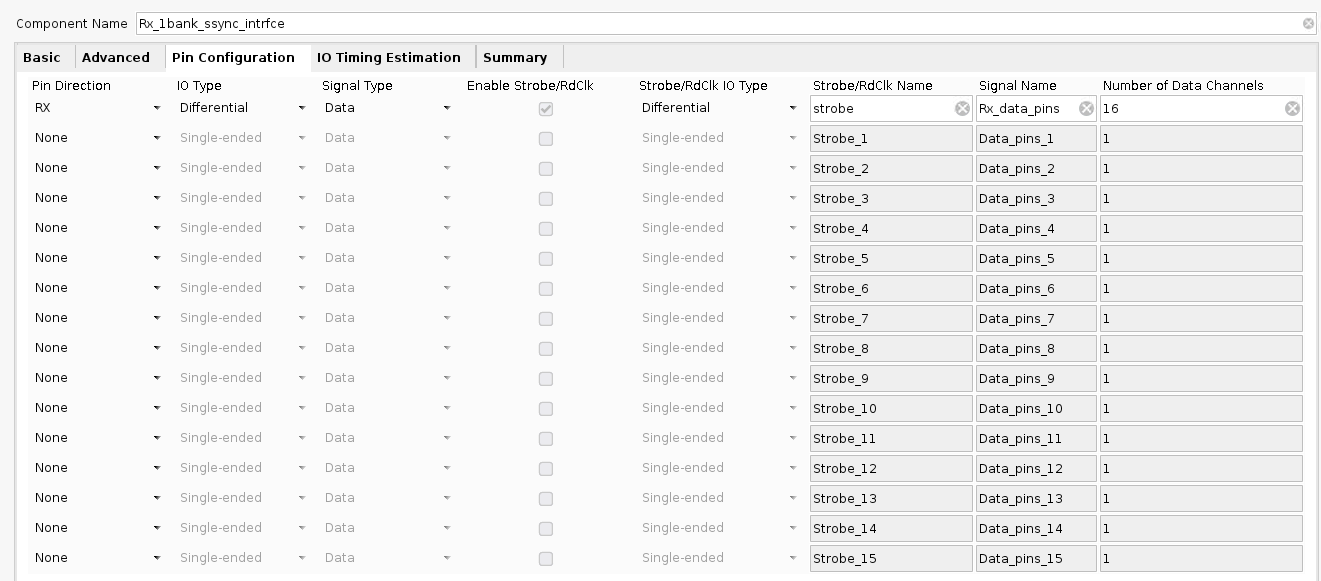 Component Name Rx_1bank_ssync_intrfce
Basic Advanced Pin Configuration IO Timing Estimation Summary
Pin Direction IO Type Signal Type Enable Strobe/RdClk Strobe/RdClk IO Type Strobe/RdClk Name Signal Name Number of Data Channels
RX Differential Data Differential strobe Rx_data_pins 16
None Single-ended Data Single-ended Strobe_1 Data_pins_1 1
None Single-ended Data Single-ended Strobe_2 Data_pins_2 1
None Single-ended Data Single-ended Strobe_3 Data_pins_3 1
None Single-ended Data Single-ended Strobe_4 Data_pins_4 1
None Single-ended Data Single-ended Strobe_5 Data_pins_5 1
None Single-ended Data Single-ended Strobe_6 Data_pins_6 1
None Single-ended Data Single-ended Strobe_7 Data_pins_7 1
None Single-ended Data Single-ended Strobe_8 Data_pins_8 1
None Single-ended Data Single-ended Strobe_9 Data_pins_9 1
None Single-ended Data Single-ended Strobe_10 Data_pins_10 1
None Single-ended Data Single-ended Strobe_11 Data_pins_11 1
None Single-ended Data Single-ended Strobe_12 Data_pins_12 1
None Single-ended Data Single-ended Strobe_13 Data_pins_13 1
None Single-ended Data Single-ended Strobe_14 Data_pins_14 1
None Single-ended Data Single-ended Strobe_15 Data_pins_15 1